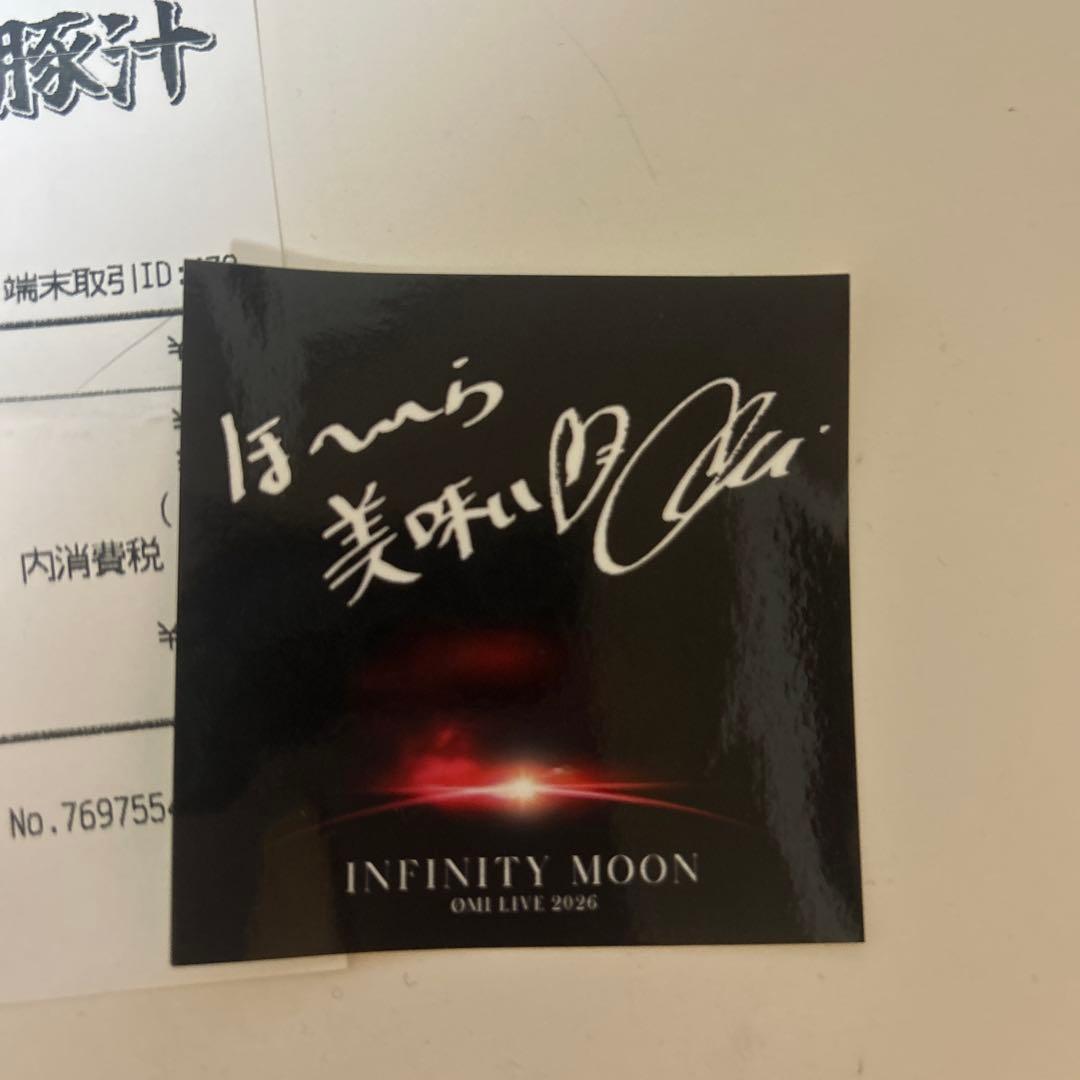 豚汁
端末取引ID:
¥
¥
(
内消費税
¥
No.769755
ほ〜ら
美味い
INFINITY MOON
ØMI LIVE 2026